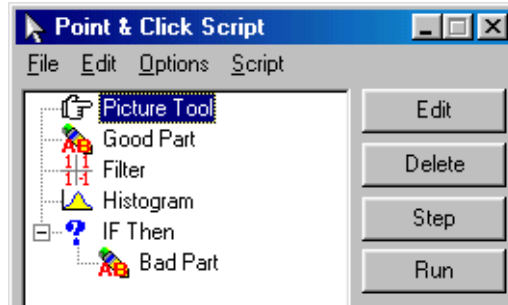 Point & Click Script
File Edit Options Script
Picture Tool
Good Part
Filter
Histogram
IF Then
Bad Part
Edit
Delete
Step
Run